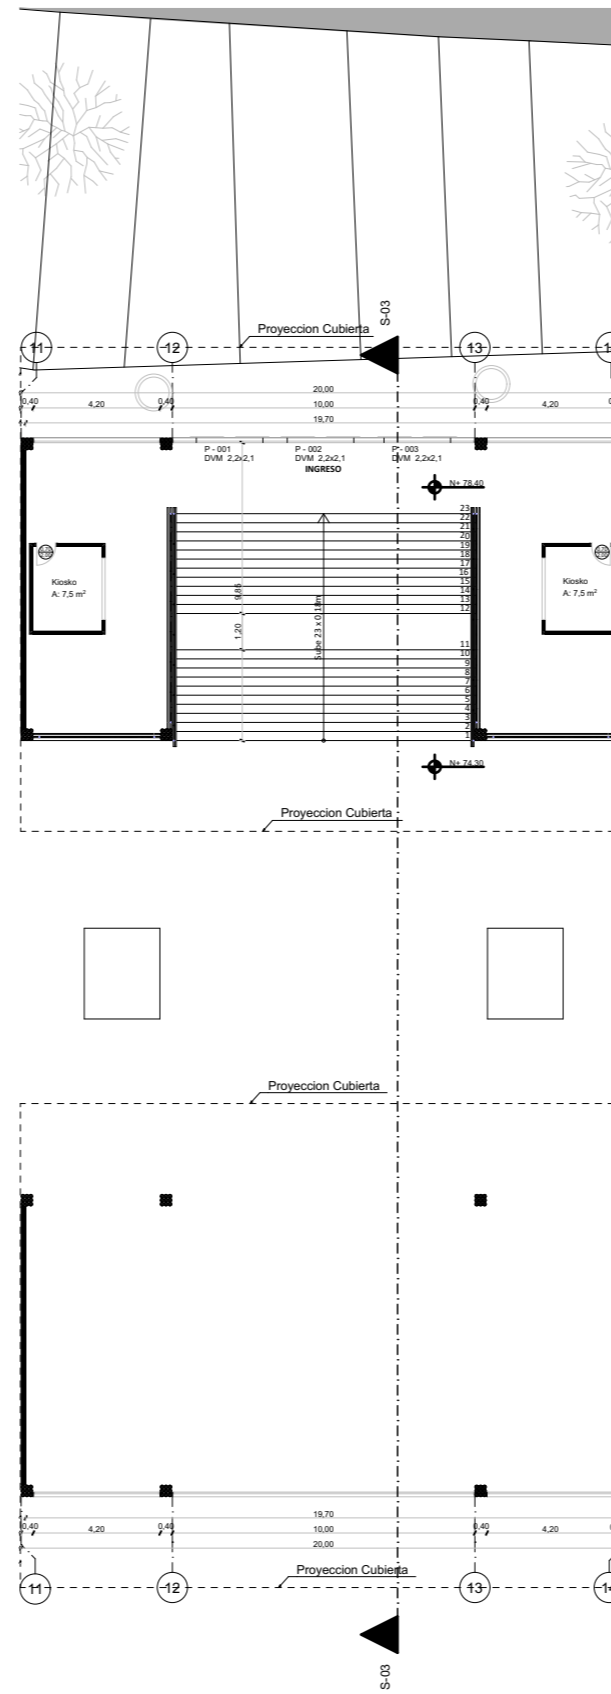 S-03
Proyeccion Cubierta
11
12
13
20,00
0,40
4,20
0,40
10,00
0,40
4,20
19,70
P - 001
DVM 2,2x2,1
P - 002
DVM 2,2x2,1
P - 003
DVM 2,2x2,1
INGRESO
N+ 78.40
23
22
21
20
19
18
17
16
15
14
13
12
11
10
9
8
7
6
5
4
3
2
1
Kiosko
A: 7,5 m²
9,86
1,20
Sube 23 x 0,18m
Kiosko
A: 7,5 m²
N+ 74.30
Proyeccion Cubierta
Proyeccion Cubierta
19,70
0,40
4,20
0,40
10,00
0,40
4,20
20,00
Proyeccion Cubierta
11
12
13
S-03